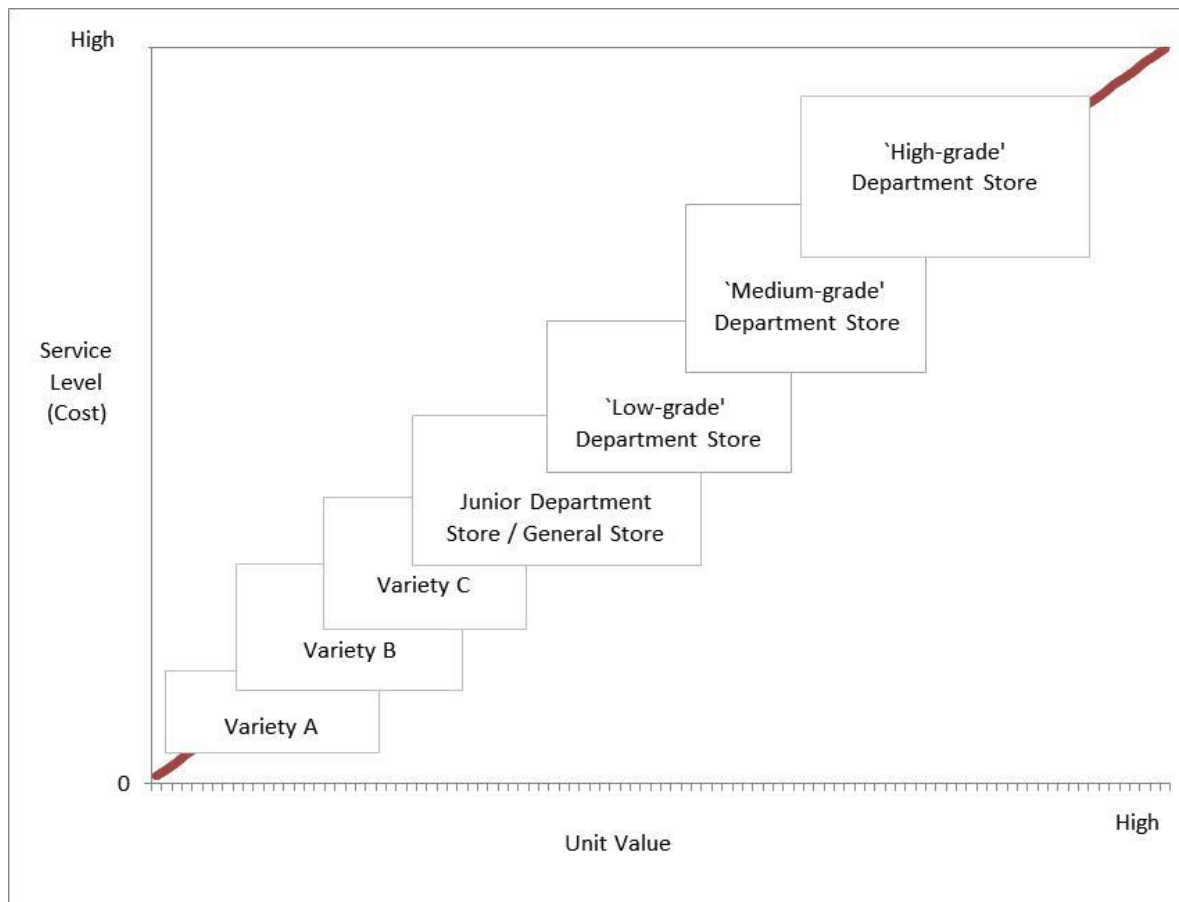 High
`High-grade'
Department Store
`Medium-grade'
Department Store
Service
Level
(Cost)
`Low-grade'
Department Store
Junior Department
Store / General Store
Variety C
Variety B
Variety A
0
High
Unit Value